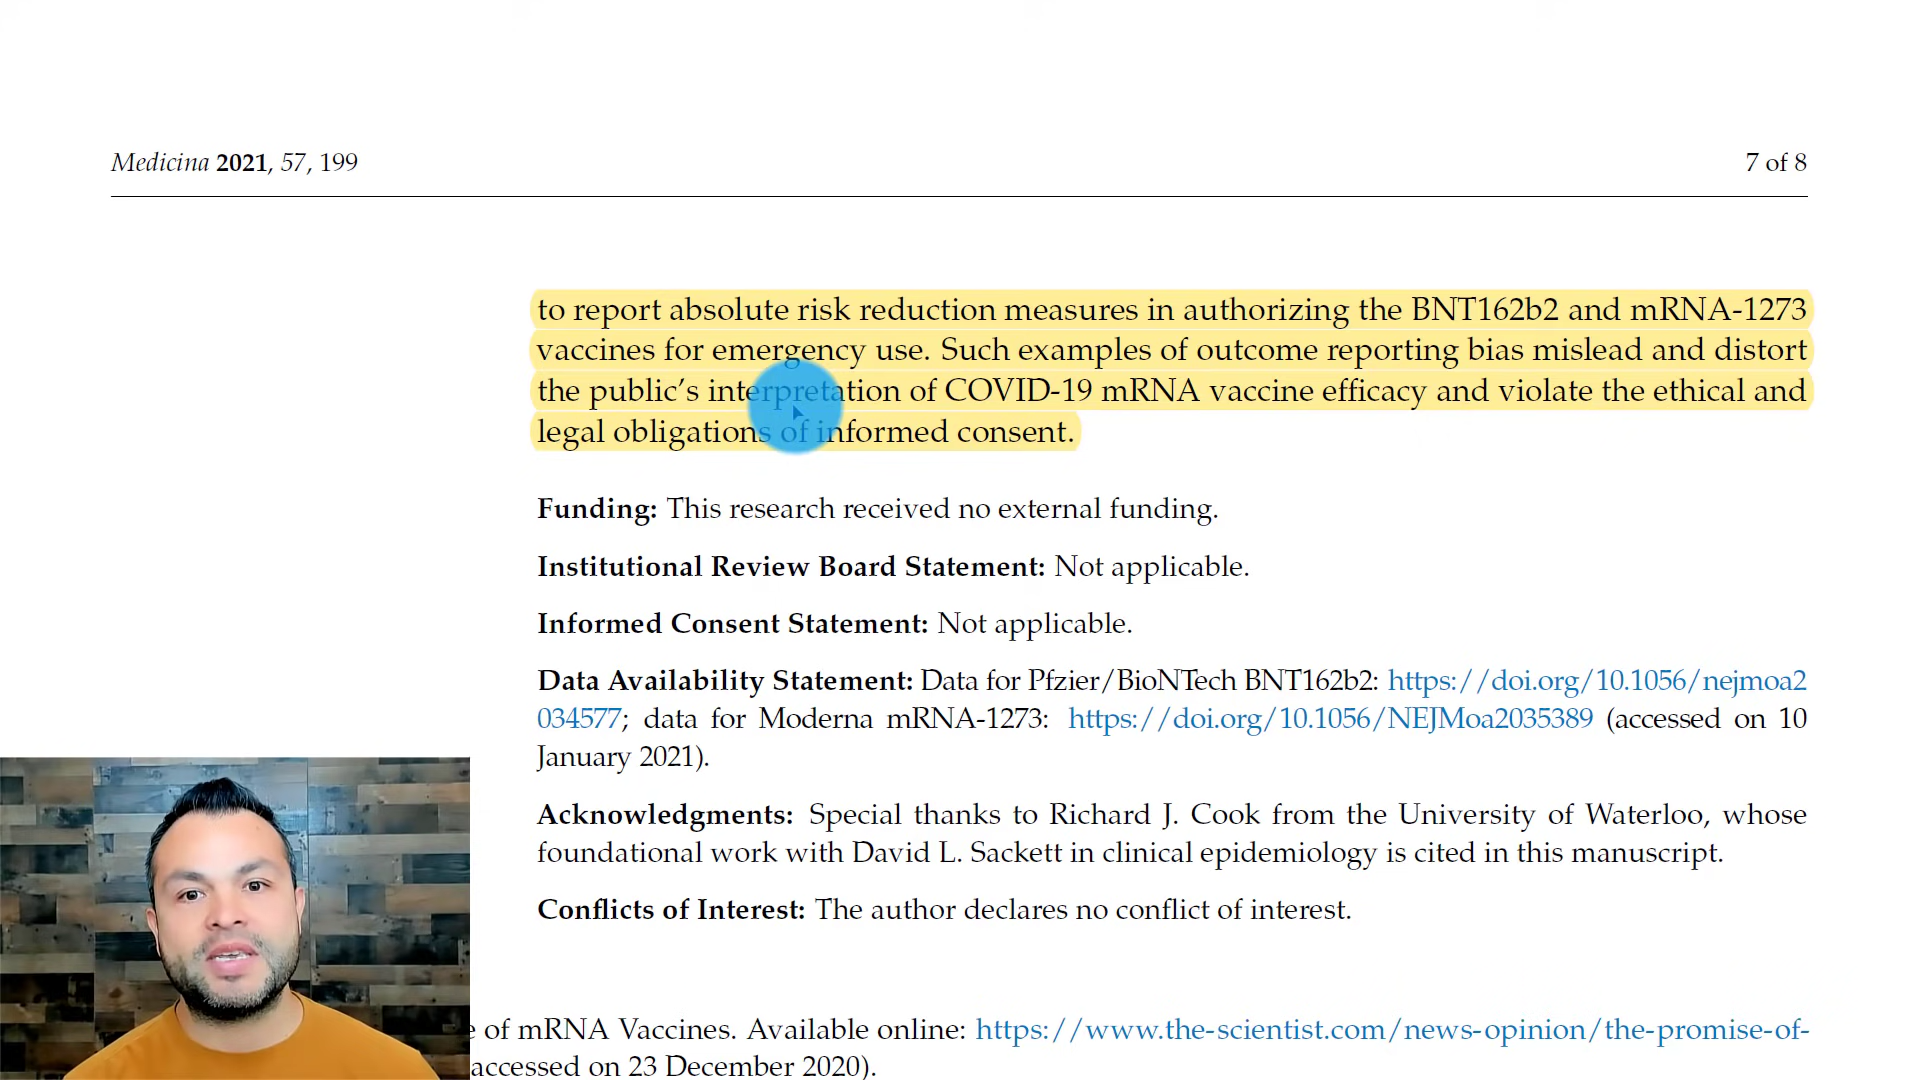 Medicina 2021, 57, 199
7 of 8
to report absolute risk reduction measures in authorizing the BNT162b2 and mRNA-1273
vaccines for emergency use. Such examples of outcome reporting bias mislead and distort
the public's interpretation of COVID-19 mRNA vaccine efficacy and violate the ethical and
legal obligations of informed consent.
Funding: This research received no external funding.
Institutional Review Board Statement: Not applicable.
Informed Consent Statement: Not applicable.
Data Availability Statement: Data for Pfzier/BioNTech BNT162b2: https://doi.org/10.1056/nejmoa2
034577; data for Moderna mRNA-1273: https://doi.org/10.1056/NEJMoa2035389 (accessed on 10
January 2021).
Acknowledgments: Special thanks to Richard J. Cook from the University of Waterloo, whose
foundational work with David L. Sackett in clinical epidemiology is cited in this manuscript.
Conflicts of Interest: The author declares no conflict of interest.
of mRNA Vaccines. Available online: https://www.the-scientist.com/news-opinion/the-promise-of-
accessed on 23 December 2020).